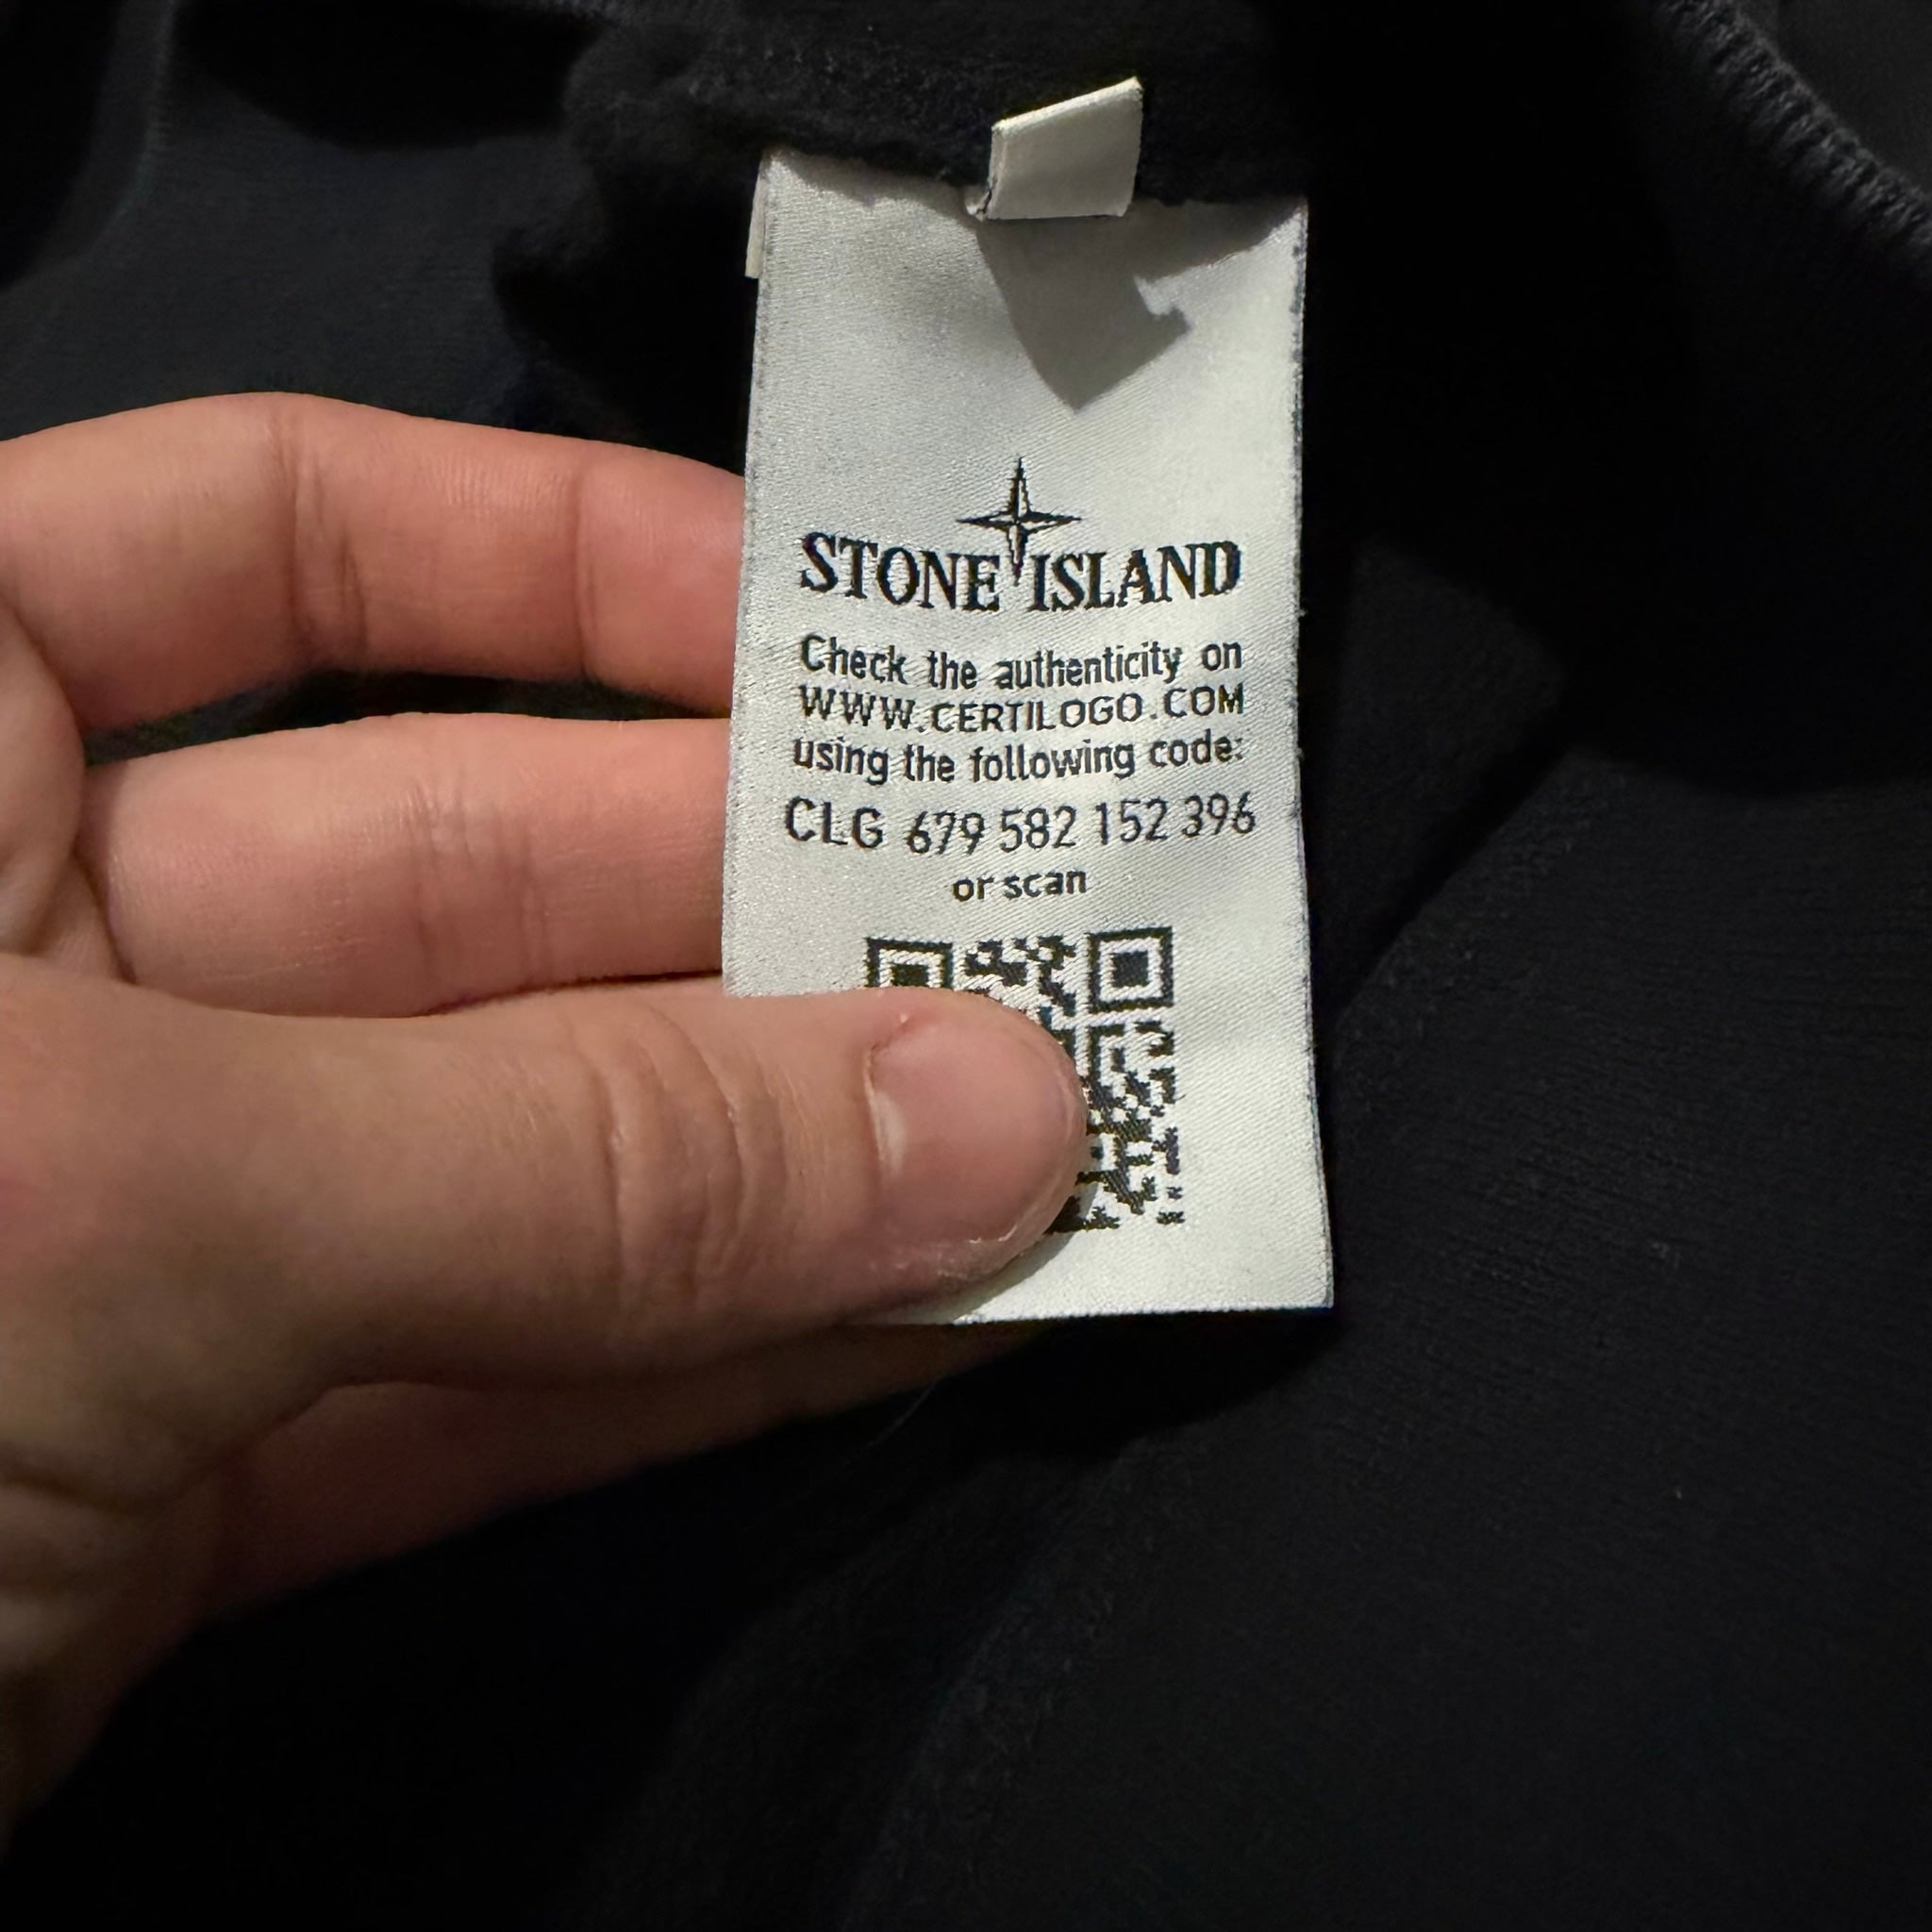 STONE ISLAND
Check the authenticity on
WWW.CERTILOGO.COM
using the following code:
CLG 679 582 152 396
or scan